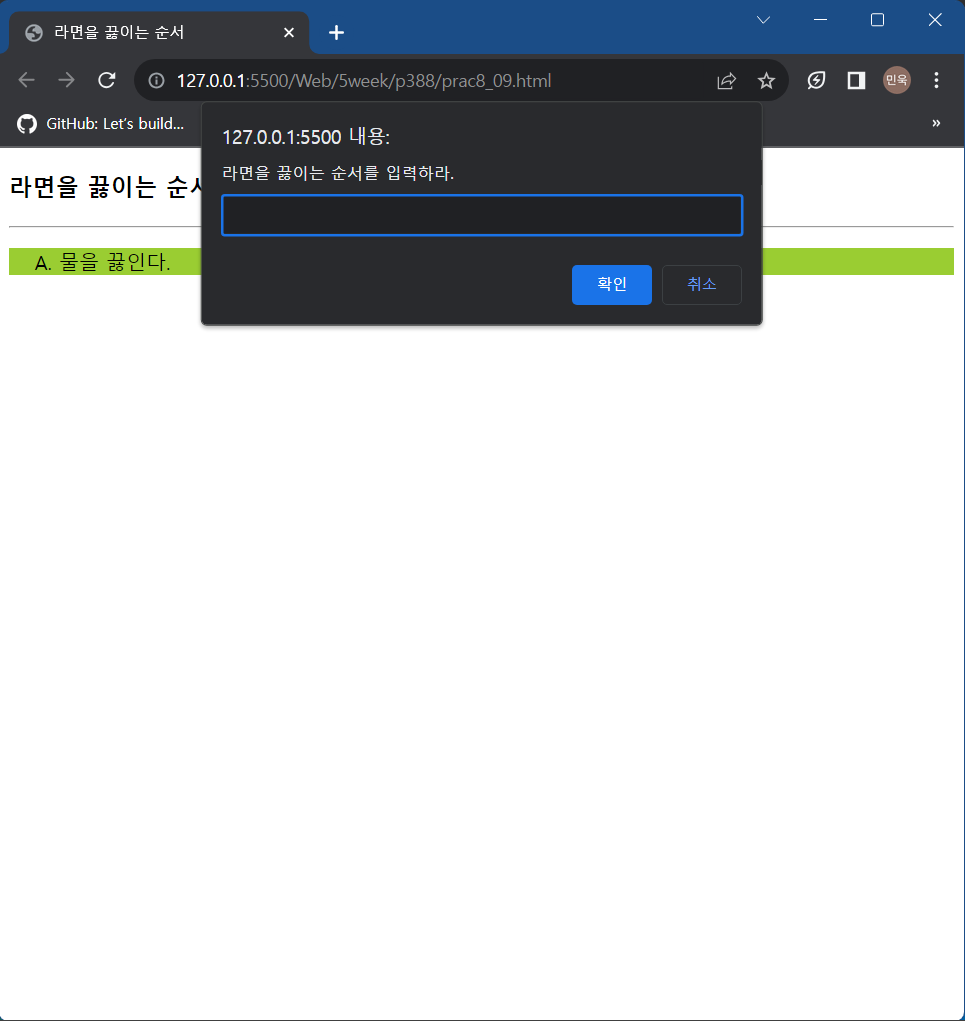 라면을 끓이는 순서
127.0.0.1:5500/Web/5week/p388/prac8_09.html
민욱
GitHub: Let's build...
»
127.0.0.1:5500 내용:
라면을 끓이는 순서를 입력하라.
확인
취소
라면을 끓이는
A. 물을 끓인다.